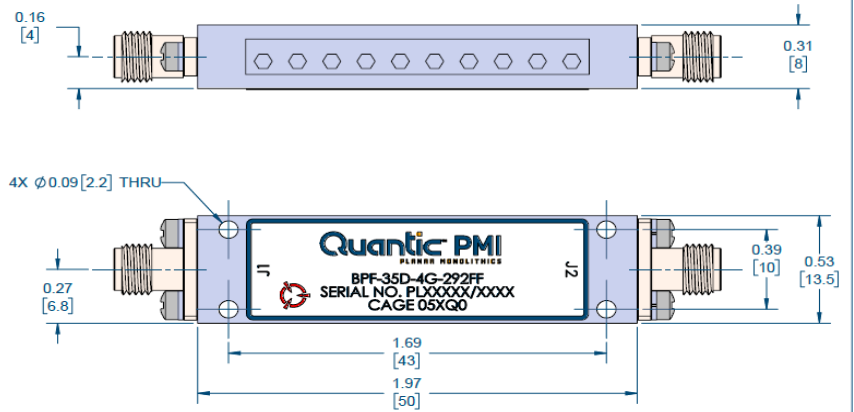 0.16
[4]
0.31
[8]
4X Ø0.09[2.2] THRU
Quantic PMI
PLANAR MONOLITHICS
J1
J2
BPF-35D-4G-292FF
SERIAL NO. PLXXXXX/XXXX
CAGE 05XQ0
0.39
[10]
0.53
[13.5]
0.27
[6.8]
1.69
[43]
1.97
[50]